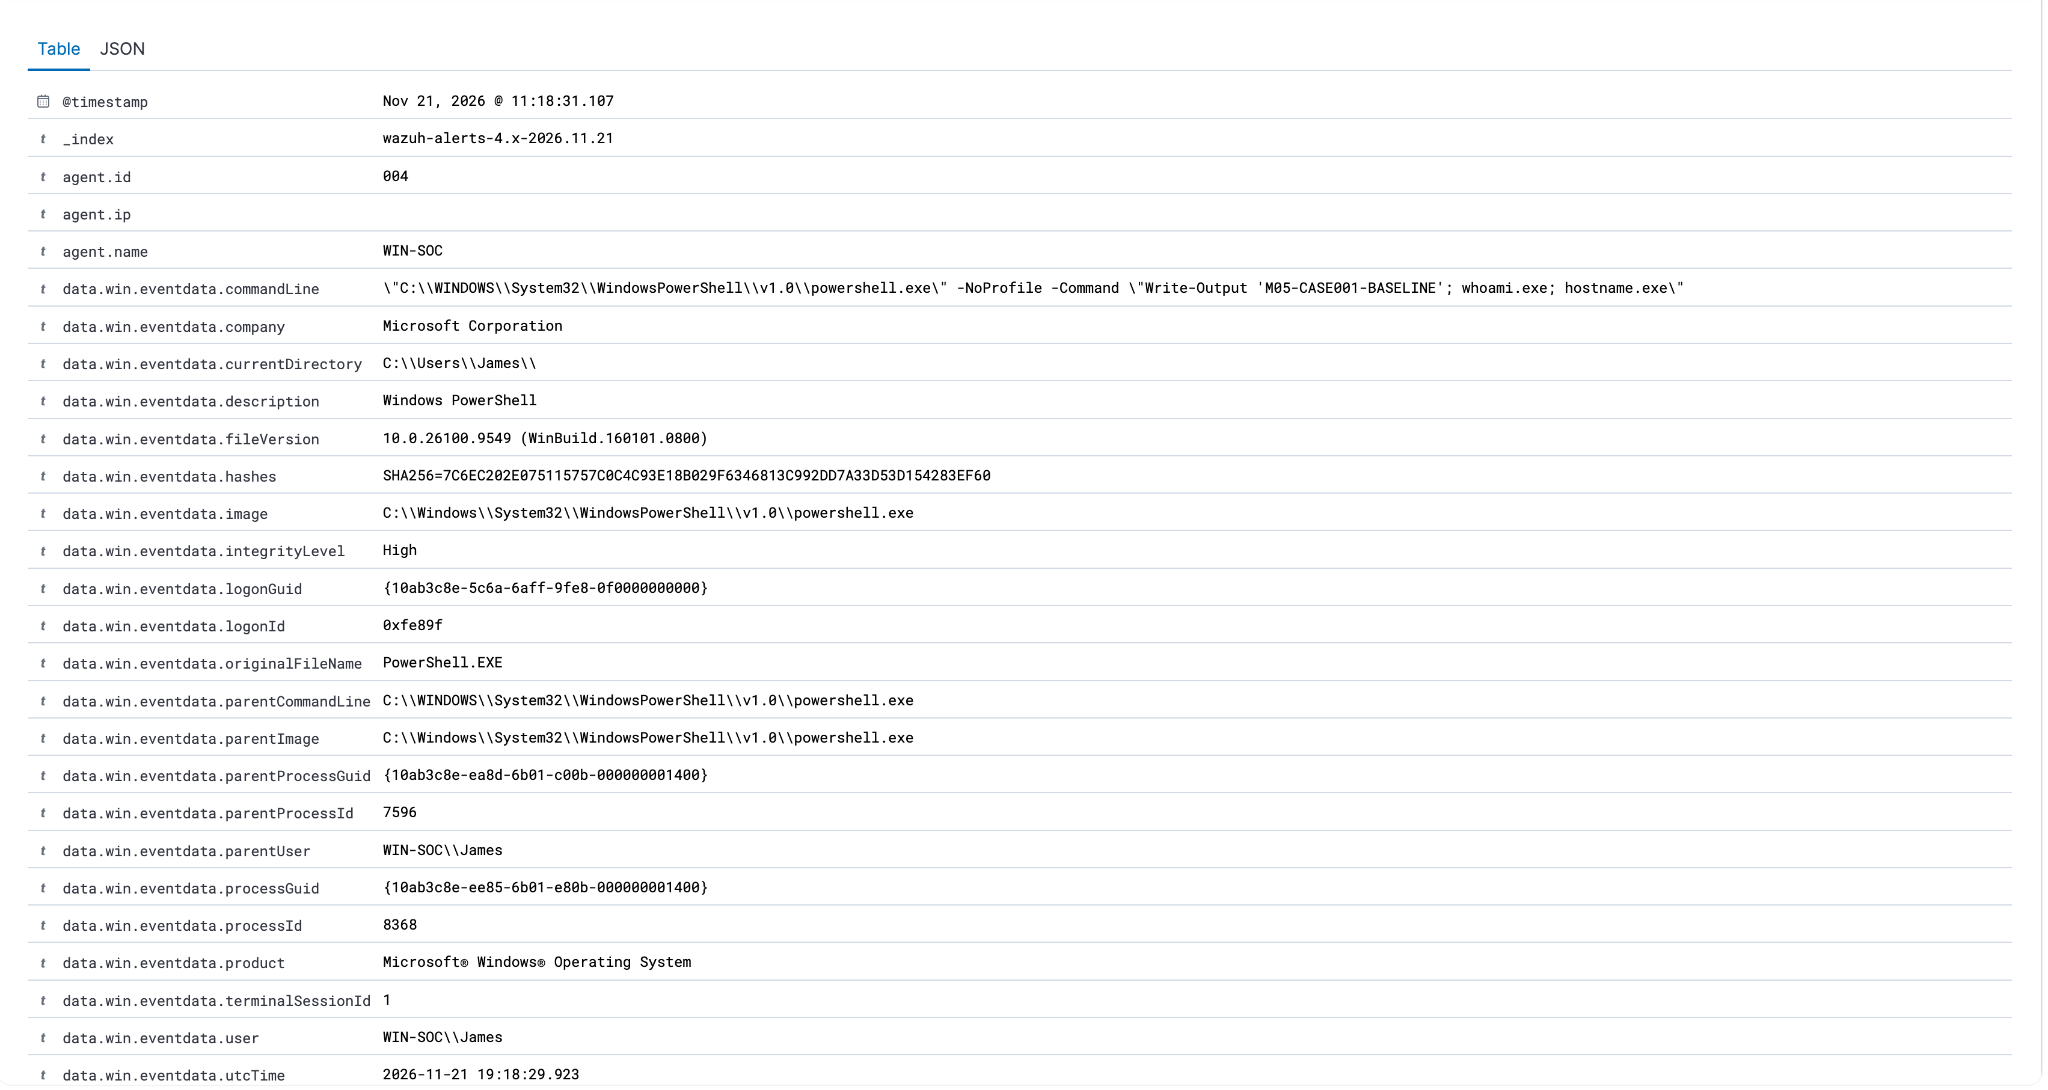 Table JSON
@timestamp Nov 21, 2026 @ 11:18:31.107
t _index wazuh-alerts-4.x-2026.11.21
t agent.id 004
t agent.ip
t agent.name WIN-SOC
t data.win.eventdata.commandLine \"C:\\WINDOWS\\System32\\WindowsPowerShell\\v1.0\\powershell.exe\" -NoProfile -Command \"Write-Output 'M05-CASE001-BASELINE'; whoami.exe; hostname.exe\"
t data.win.eventdata.company Microsoft Corporation
t data.win.eventdata.currentDirectory C:\\Users\\James\\
t data.win.eventdata.description Windows PowerShell
t data.win.eventdata.fileVersion 10.0.26100.9549 (WinBuild.160101.0800)
t data.win.eventdata.hashes SHA256=7C6EC202E075115757C0C4C93E18B029F6346813C992DD7A33D53D154283EF60
t data.win.eventdata.image C:\\Windows\\System32\\WindowsPowerShell\\v1.0\\powershell.exe
t data.win.eventdata.integrityLevel High
t data.win.eventdata.logonGuid {10ab3c8e-5c6a-6aff-9fe8-0f0000000000}
t data.win.eventdata.logonId 0xfe89f
t data.win.eventdata.originalFileName PowerShell.EXE
t data.win.eventdata.parentCommandLine C:\\WINDOWS\\System32\\WindowsPowerShell\\v1.0\\powershell.exe
t data.win.eventdata.parentImage C:\\Windows\\System32\\WindowsPowerShell\\v1.0\\powershell.exe
t data.win.eventdata.parentProcessGuid {10ab3c8e-ea8d-6b01-c00b-000000001400}
t data.win.eventdata.parentProcessId 7596
t data.win.eventdata.parentUser WIN-SOC\\James
t data.win.eventdata.processGuid {10ab3c8e-ee85-6b01-e80b-000000001400}
t data.win.eventdata.processId 8368
t data.win.eventdata.product Microsoft® Windows® Operating System
t data.win.eventdata.terminalSessionId 1
t data.win.eventdata.user WIN-SOC\\James
t data.win.eventdata.utcTime 2026-11-21 19:18:29.923